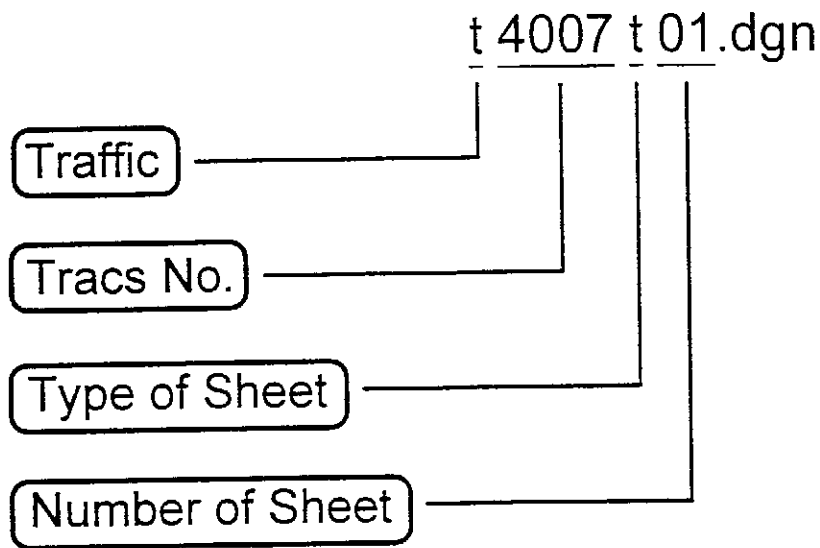 t 4007 t 01.dgn
Traffic
Tracs No.
Type of Sheet
Number of Sheet